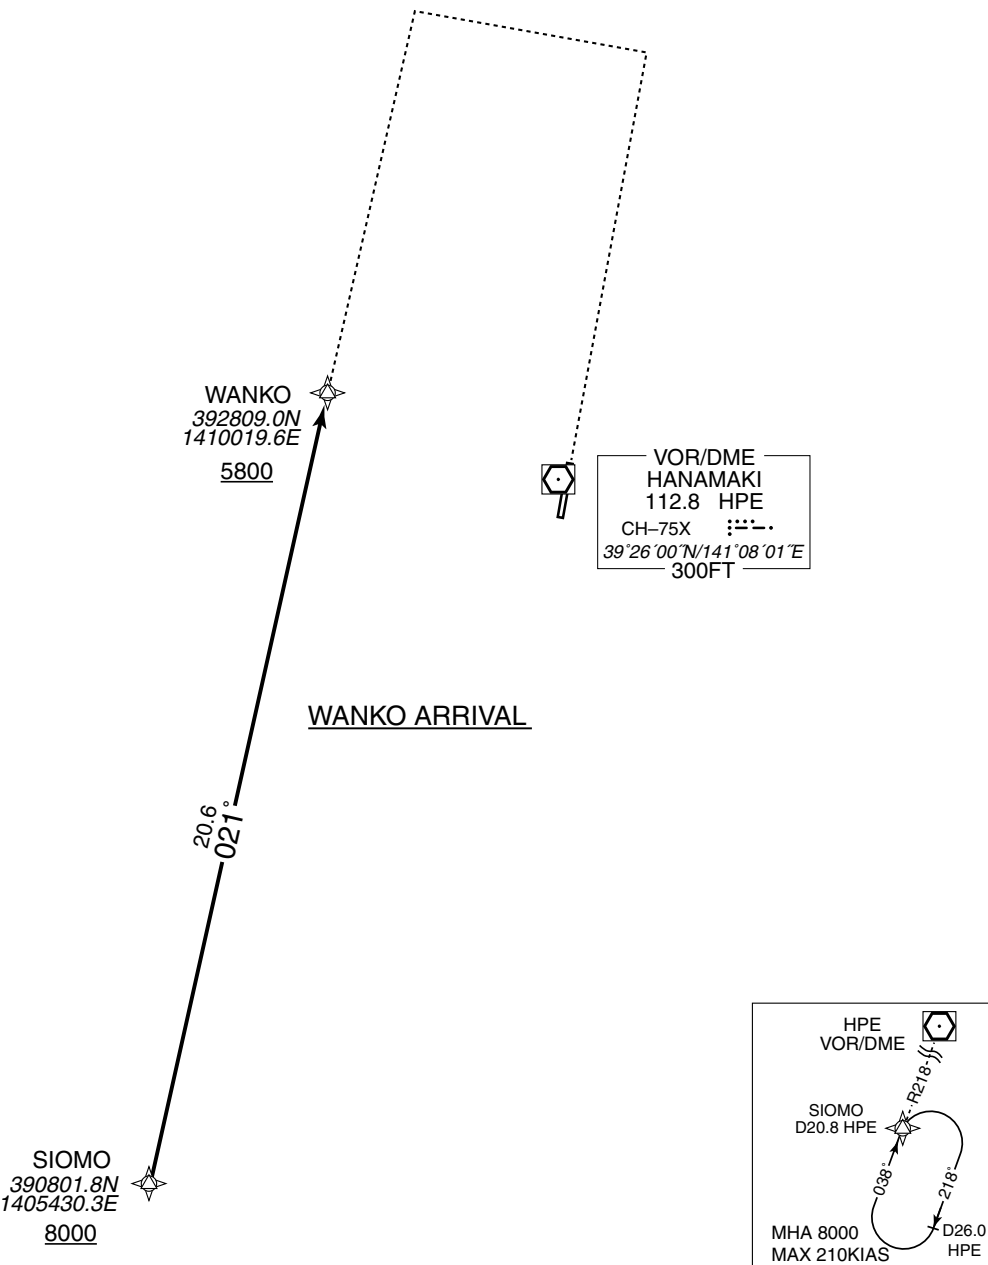 WANKO
392809.0N
1410019.6E
5800
VOR/DME
HANAMAKI
112.8 HPE
CH–75X
39°26´00˝N/141°08´01˝E
300FT
WANKO ARRIVAL
20.6
021°
SIOMO
390801.8N
1405430.3E
8000
HPE
VOR/DME
R218
SIOMO
D20.8 HPE
038°
218°
D26.0
HPE
MHA 8000
MAX 210KIAS